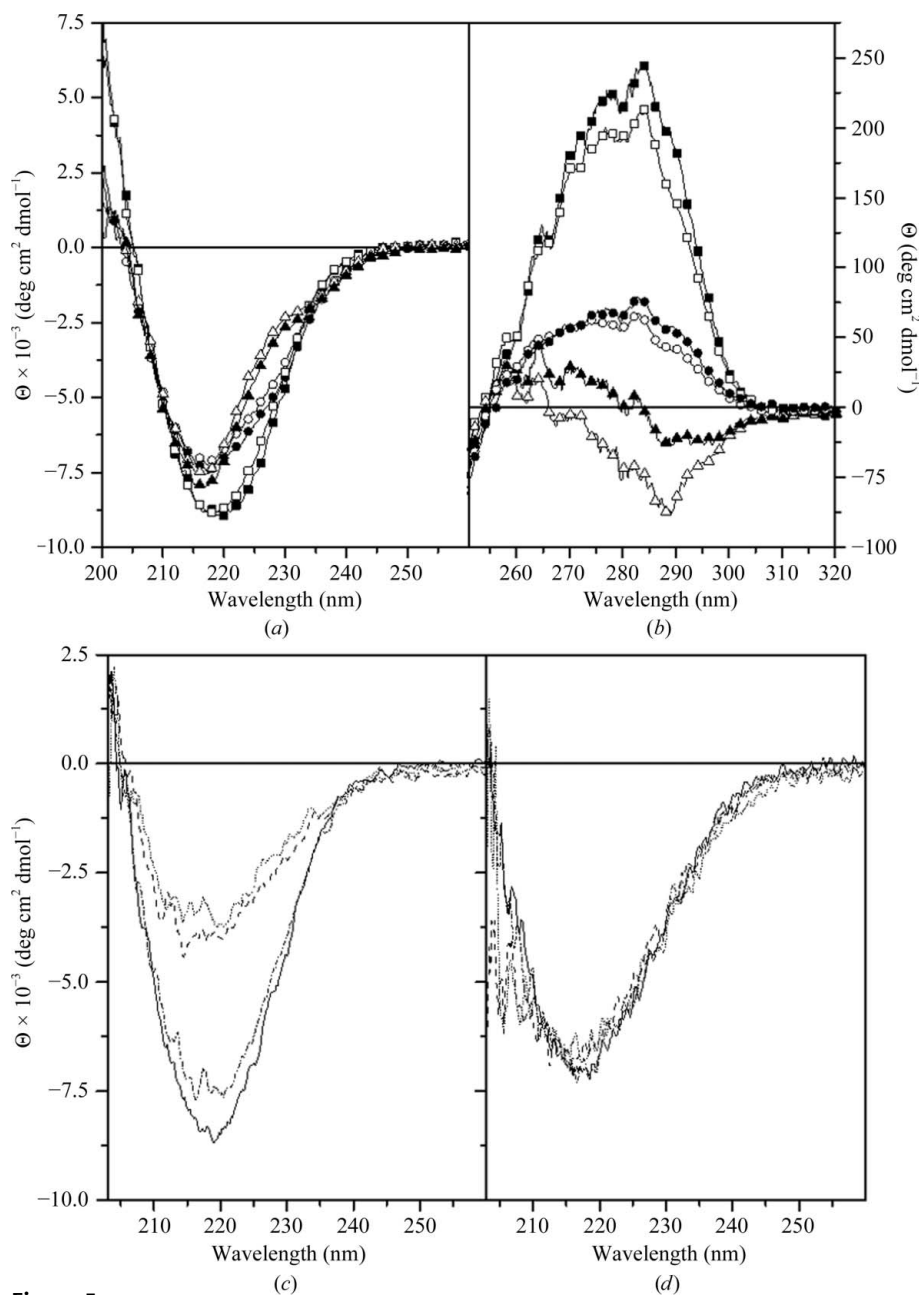 7.5
5.0
2.5
0.0
−2.5
−5.0
−7.5
−10.0
Θ × 10⁻³ (deg cm² dmol⁻¹)
200 210 220 230 240 250
Wavelength (nm)
(a)
250
200
150
100
50
0
−75
−100
Θ (deg cm² dmol⁻¹)
260 270 280 290 300 310 320
Wavelength (nm)
(b)
2.5
0.0
−2.5
−5.0
−7.5
−10.0
Θ × 10⁻³ (deg cm² dmol⁻¹)
210 220 230 240 250
Wavelength (nm)
(c)
210 220 230 240 250
Wavelength (nm)
(d)